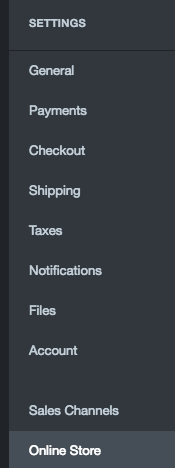 SETTINGS
General
Payments
Checkout
Shipping
Taxes
Notifications
Files
Account
Sales Channels
Online Store